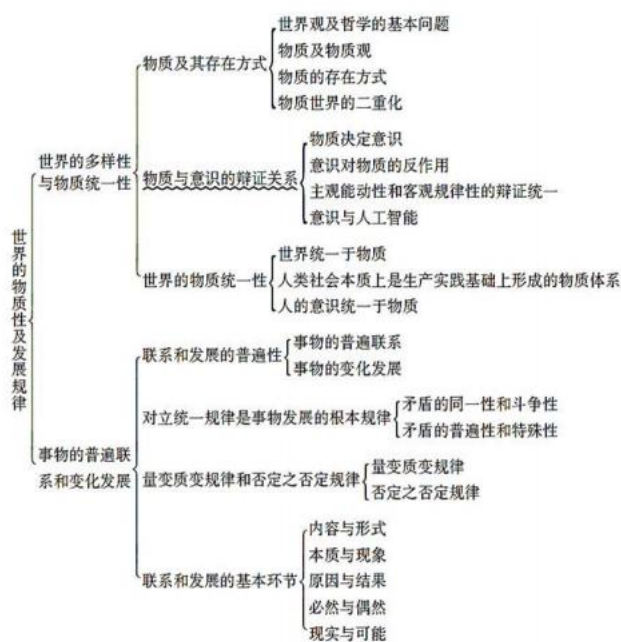 世界的物质性及发展规律
世界的多样性
与物质统一性
物质及其存在方式
世界观及哲学的基本问题
物质及物质观
物质的存在方式
物质世界的二重化
物质与意识的辩证关系
物质决定意识
意识对物质的反作用
主观能动性和客观规律性的辩证统一
意识与人工智能
世界的物质统一性
世界统一于物质
人类社会本质上是生产实践基础上形成的物质体系
人的意识统一于物质
事物的普遍联
系和变化发展
联系和发展的普遍性
事物的普遍联系
事物的变化发展
对立统一规律是事物发展的根本规律
矛盾的同一性和斗争性
矛盾的普遍性和特殊性
量变质变规律和否定之否定规律
量变质变规律
否定之否定规律
联系和发展的基本环节
内容与形式
本质与现象
原因与结果
必然与偶然
现实与可能